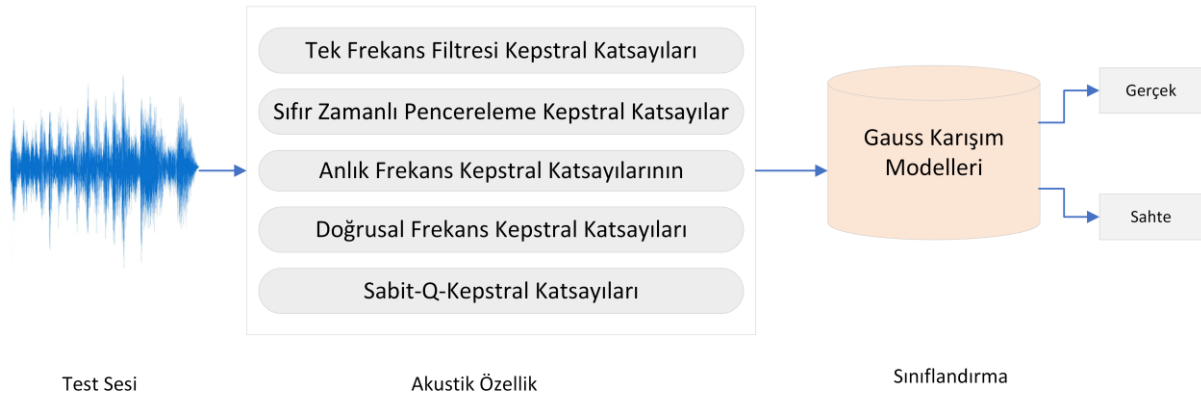 Tek Frekans Filtresi Kepstral Katsayıları
Sıfır Zamanlı Pencereleme Kepstral Katsayılar
Anlık Frekans Kepstral Katsayılarının
Doğrusal Frekans Kepstral Katsayıları
Sabit-Q-Kepstral Katsayıları
Gauss Karışım
Modelleri
Gerçek
Sahte
Test Sesi
Akustik Özellik
Sınıflandırma